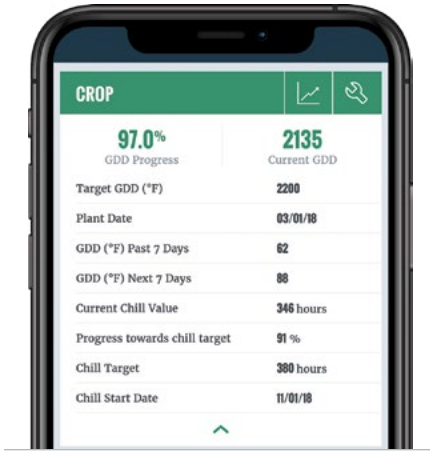 CROP
97.0% 2135
GDD Progress Current GDD
Target GDD (°F) 2200
Plant Date 03/01/18
GDD (°F) Past 7 Days 62
GDD (°F) Next 7 Days 88
Current Chill Value 346 hours
Progress towards chill target 91 %
Chill Target 380 hours
Chill Start Date 11/01/18